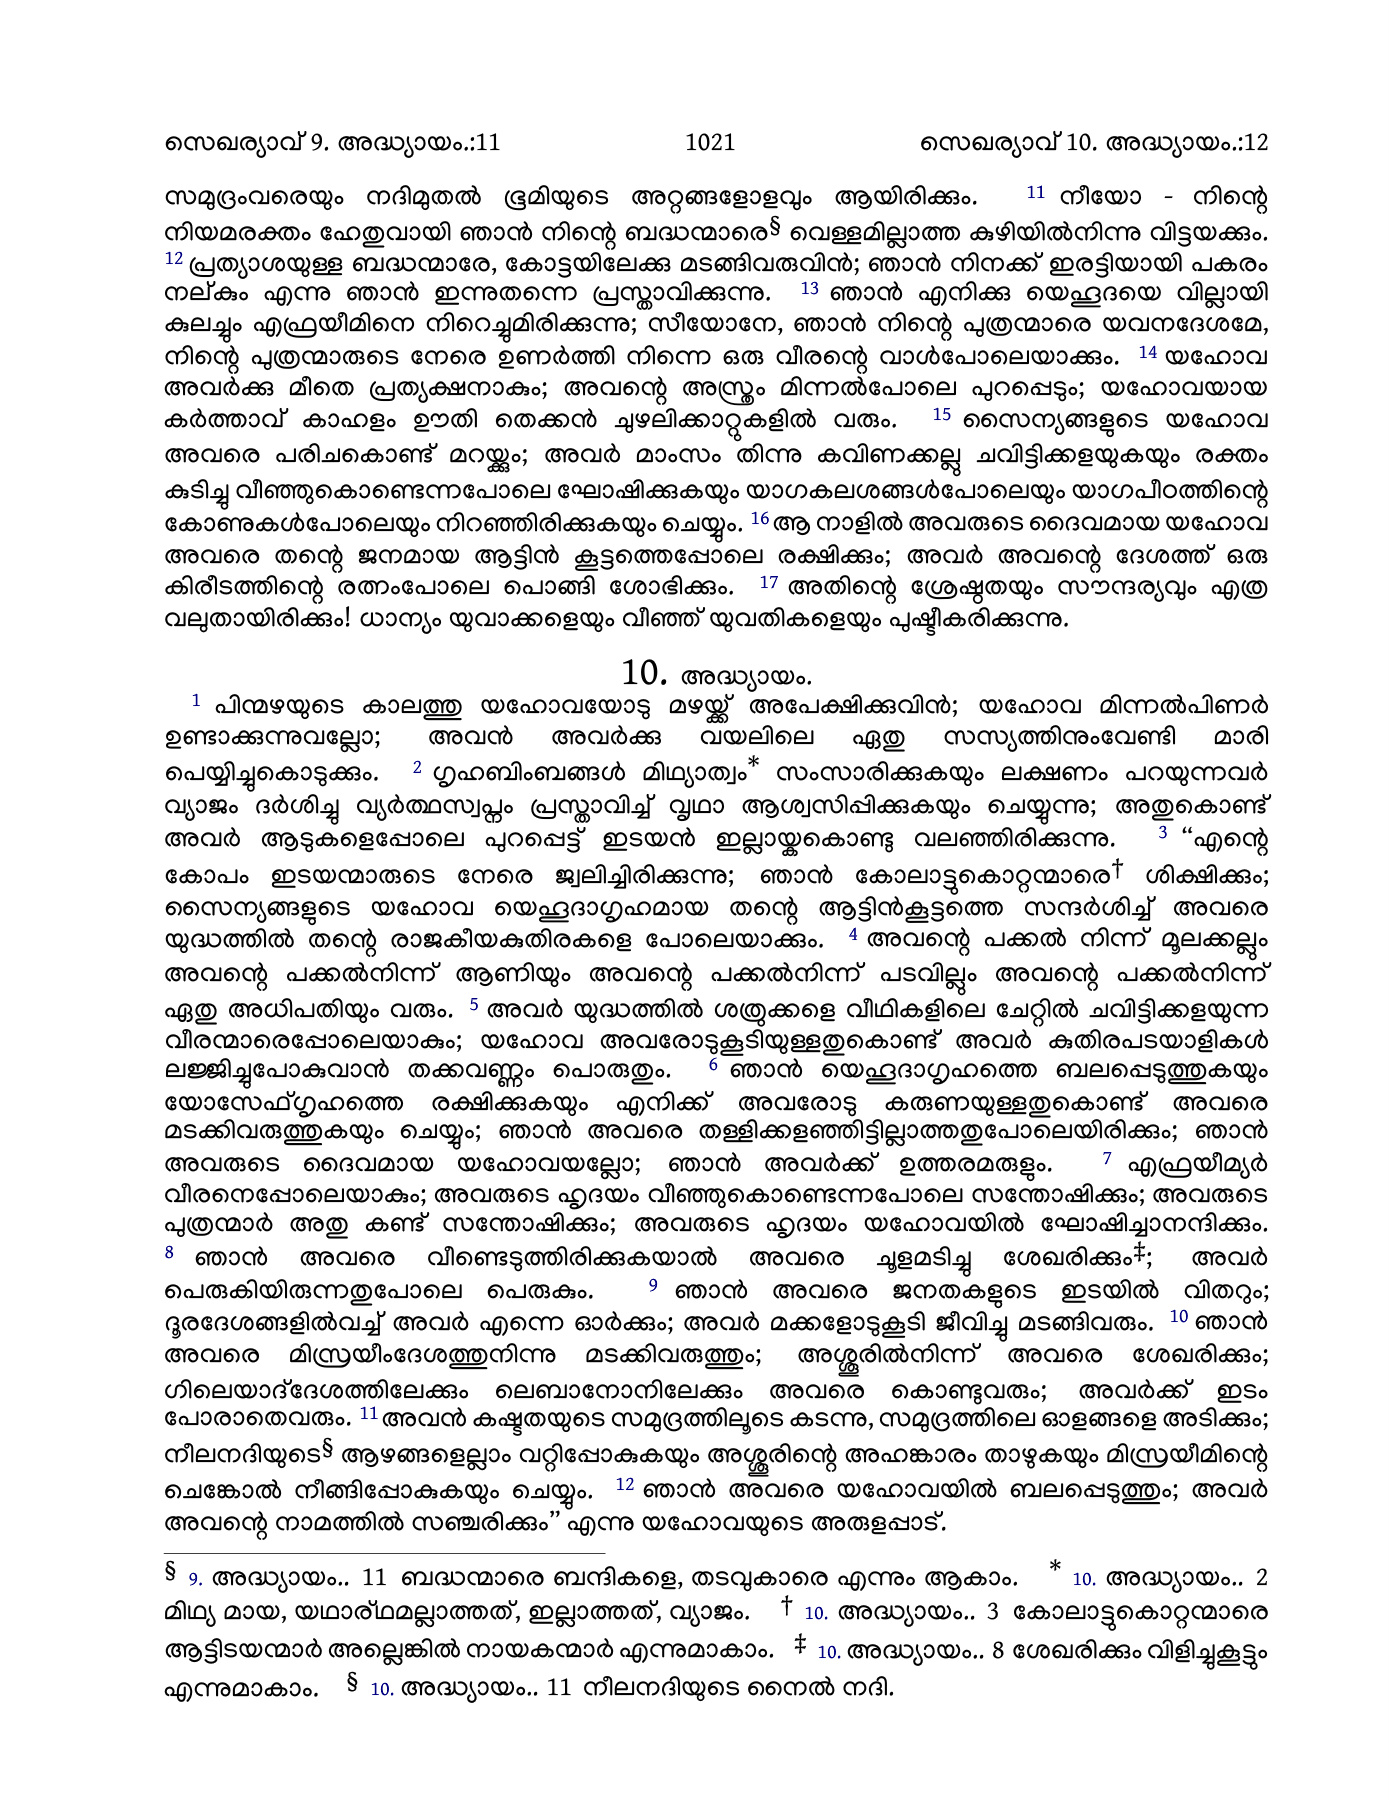 സെഖര്യാവ് 9. അദ്ധ്യായം.:11 1021 സെഖര്യാവ് 10. അദ്ധ്യായം.:12
സമുദ്രംവരെയും നദിമുതൽ ഭൂമിയുടെ അറ്റങ്ങളോളവും ആയിരിക്കും. 11 നീയോ - നിന്റെ
നിയമരക്തം ഹേതുവായി ഞാൻ നിന്റെ ബദ്ധന്മാരെ§ വെള്ളമില്ലാത്ത കുഴിയിൽനിന്നു വിട്ടയക്കും.
12 പ്രത്യാശയുള്ള ബദ്ധന്മാരേ, കോട്ടയിലേക്കു മടങ്ങിവരുവിൻ; ഞാൻ നിനക്ക് ഇരട്ടിയായി പകരം
നല്കും എന്നു ഞാൻ ഇന്നുതന്നെ പ്രസ്താവിക്കുന്നു. 13 ഞാൻ എനിക്കു യെഹൂദയെ വില്ലായി
കുലച്ചും എഫ്രയീമിനെ നിറെച്ചുമിരിക്കുന്നു; സീയോനേ, ഞാൻ നിന്റെ പുത്രന്മാരെ യവനദേശമേ,
നിന്റെ പുത്രന്മാരുടെ നേരെ ഉണർത്തി നിന്നെ ഒരു വീരന്റെ വാൾപോലെയാക്കും. 14 യഹോവ
അവർക്കു മീതെ പ്രത്യക്ഷനാകും; അവന്റെ അസ്ത്രം മിന്നൽപോലെ പുറപ്പെടും; യഹോവയായ
കർത്താവ് കാഹളം ഊതി തെക്കൻ ചുഴലിക്കാറ്റുകളിൽ വരും. 15 സൈന്യങ്ങളുടെ യഹോവ
അവരെ പരിചകൊണ്ട് മറയ്ക്കും; അവർ മാംസം തിന്നു കവിണക്കല്ലു ചവിട്ടിക്കളയുകയും രക്തം
കുടിച്ചു വീഞ്ഞുകൊണ്ടെന്നപോലെ ഘോഷിക്കുകയും യാഗകലശങ്ങൾപോലെയും യാഗപീഠത്തിന്റെ
കോണുകൾപോലെയും നിറഞ്ഞിരിക്കുകയും ചെയ്യും. 16 ആ നാളിൽ അവരുടെ ദൈവമായ യഹോവ
അവരെ തന്റെ ജനമായ ആട്ടിൻ കൂട്ടത്തെപ്പോലെ രക്ഷിക്കും; അവർ അവന്റെ ദേശത്ത് ഒരു
കിരീടത്തിന്റെ രത്നംപോലെ പൊങ്ങി ശോഭിക്കും. 17 അതിന്റെ ശ്രേഷ്ഠതയും സൗന്ദര്യവും എത്ര
വലുതായിരിക്കും! ധാന്യം യുവാക്കളെയും വീഞ്ഞ് യുവതികളെയും പുഷ്ടീകരിക്കുന്നു.
10. അദ്ധ്യായം.
1 പിന്മഴയുടെ കാലത്തു യഹോവയോടു മഴയ്ക്ക് അപേക്ഷിക്കുവിൻ; യഹോവ മിന്നൽപിണർ
ഉണ്ടാക്കുന്നുവല്ലോ; അവൻ അവർക്കു വയലിലെ ഏതു സസ്യത്തിനുംവേണ്ടി മാരി
പെയ്യിച്ചുകൊടുക്കും. 2 ഗൃഹബിംബങ്ങൾ മിഥ്യാത്വം* സംസാരിക്കുകയും ലക്ഷണം പറയുന്നവർ
വ്യാജം ദർശിച്ചു വ്യർത്ഥസ്വപ്നം പ്രസ്താവിച്ച് വൃഥാ ആശ്വസിപ്പിക്കുകയും ചെയ്യുന്നു; അതുകൊണ്ട്
അവർ ആടുകളെപ്പോലെ പുറപ്പെട്ട് ഇടയൻ ഇല്ലായ്കകൊണ്ടു വലഞ്ഞിരിക്കുന്നു. 3 “എന്റെ
കോപം ഇടയന്മാരുടെ നേരെ ജ്വലിച്ചിരിക്കുന്നു; ഞാൻ കോലാട്ടുകൊറ്റന്മാരെ† ശിക്ഷിക്കും;
സൈന്യങ്ങളുടെ യഹോവ യെഹൂദാഗൃഹമായ തന്റെ ആട്ടിൻകൂട്ടത്തെ സന്ദർശിച്ച് അവരെ
യുദ്ധത്തിൽ തന്റെ രാജകീയകുതിരകളെ പോലെയാക്കും. 4 അവന്റെ പക്കൽ നിന്ന് മൂലക്കല്ലും
അവന്റെ പക്കൽനിന്ന് ആണിയും അവന്റെ പക്കൽനിന്ന് പടവില്ലും അവന്റെ പക്കൽനിന്ന്
ഏതു അധിപതിയും വരും. 5 അവർ യുദ്ധത്തിൽ ശത്രുക്കളെ വീഥികളിലെ ചേറ്റിൽ ചവിട്ടിക്കളയുന്ന
വീരന്മാരെപ്പോലെയാകും; യഹോവ അവരോടുകൂടിയുള്ളതുകൊണ്ട് അവർ കുതിരപടയാളികൾ
ലജ്ജിച്ചുപോകുവാൻ തക്കവണ്ണം പൊരുതും. 6 ഞാൻ യെഹൂദാഗൃഹത്തെ ബലപ്പെടുത്തുകയും
യോസേഫ്ഗൃഹത്തെ രക്ഷിക്കുകയും എനിക്ക് അവരോടു കരുണയുള്ളതുകൊണ്ട് അവരെ
മടക്കിവരുത്തുകയും ചെയ്യും; ഞാൻ അവരെ തള്ളിക്കളഞ്ഞിട്ടില്ലാത്തതുപോലെയിരിക്കും; ഞാൻ
അവരുടെ ദൈവമായ യഹോവയല്ലോ; ഞാൻ അവർക്ക് ഉത്തരമരുളും. 7 എഫ്രയീമ്യർ
വീരനെപ്പോലെയാകും; അവരുടെ ഹൃദയം വീഞ്ഞുകൊണ്ടെന്നപോലെ സന്തോഷിക്കും; അവരുടെ
പുത്രന്മാർ അതു കണ്ട് സന്തോഷിക്കും; അവരുടെ ഹൃദയം യഹോവയിൽ ഘോഷിച്ചാനന്ദിക്കും.
8 ഞാൻ അവരെ വീണ്ടെടുത്തിരിക്കുകയാൽ അവരെ ചൂളമടിച്ചു ശേഖരിക്കും‡; അവർ
പെരുകിയിരുന്നതുപോലെ പെരുകും. 9 ഞാൻ അവരെ ജനതകളുടെ ഇടയിൽ വിതറും;
ദൂരദേശങ്ങളിൽവച്ച് അവർ എന്നെ ഓർക്കും; അവർ മക്കളോടുകൂടി ജീവിച്ചു മടങ്ങിവരും. 10 ഞാൻ
അവരെ മിസ്രയീംദേശത്തുനിന്നു മടക്കിവരുത്തും; അശ്ശൂരിൽനിന്ന് അവരെ ശേഖരിക്കും;
ഗിലെയാദ്ദേശത്തിലേക്കും ലെബാനോനിലേക്കും അവരെ കൊണ്ടുവരും; അവർക്ക് ഇടം
പോരാതെവരും. 11 അവൻ കഷ്ടതയുടെ സമുദ്രത്തിലൂടെ കടന്നു, സമുദ്രത്തിലെ ഓളങ്ങളെ അടിക്കും;
നീലനദിയുടെ§ ആഴങ്ങളെല്ലാം വറ്റിപ്പോകുകയും അശ്ശൂരിന്റെ അഹങ്കാരം താഴുകയും മിസ്രയീമിന്റെ
ചെങ്കോൽ നീങ്ങിപ്പോകുകയും ചെയ്യും. 12 ഞാൻ അവരെ യഹോവയിൽ ബലപ്പെടുത്തും; അവർ
അവന്റെ നാമത്തിൽ സഞ്ചരിക്കും” എന്നു യഹോവയുടെ അരുളപ്പാട്.
§ 9. അദ്ധ്യായം.. 11 ബദ്ധന്മാരെ ബന്ദികളെ, തടവുകാരെ എന്നും ആകാം. * 10. അദ്ധ്യായം.. 2
മിഥ്യ മായ, യഥാര്‍ഥമല്ലാത്തത്, ഇല്ലാത്തത്, വ്യാജം. † 10. അദ്ധ്യായം.. 3 കോലാട്ടുകൊറ്റന്മാരെ
ആട്ടിടയന്മാർ അല്ലെങ്കിൽ നായകന്മാർ എന്നുമാകാം. ‡ 10. അദ്ധ്യായം.. 8 ശേഖരിക്കും വിളിച്ചുകൂട്ടും
എന്നുമാകാം. § 10. അദ്ധ്യായം.. 11 നീലനദിയുടെ നൈൽ നദി.